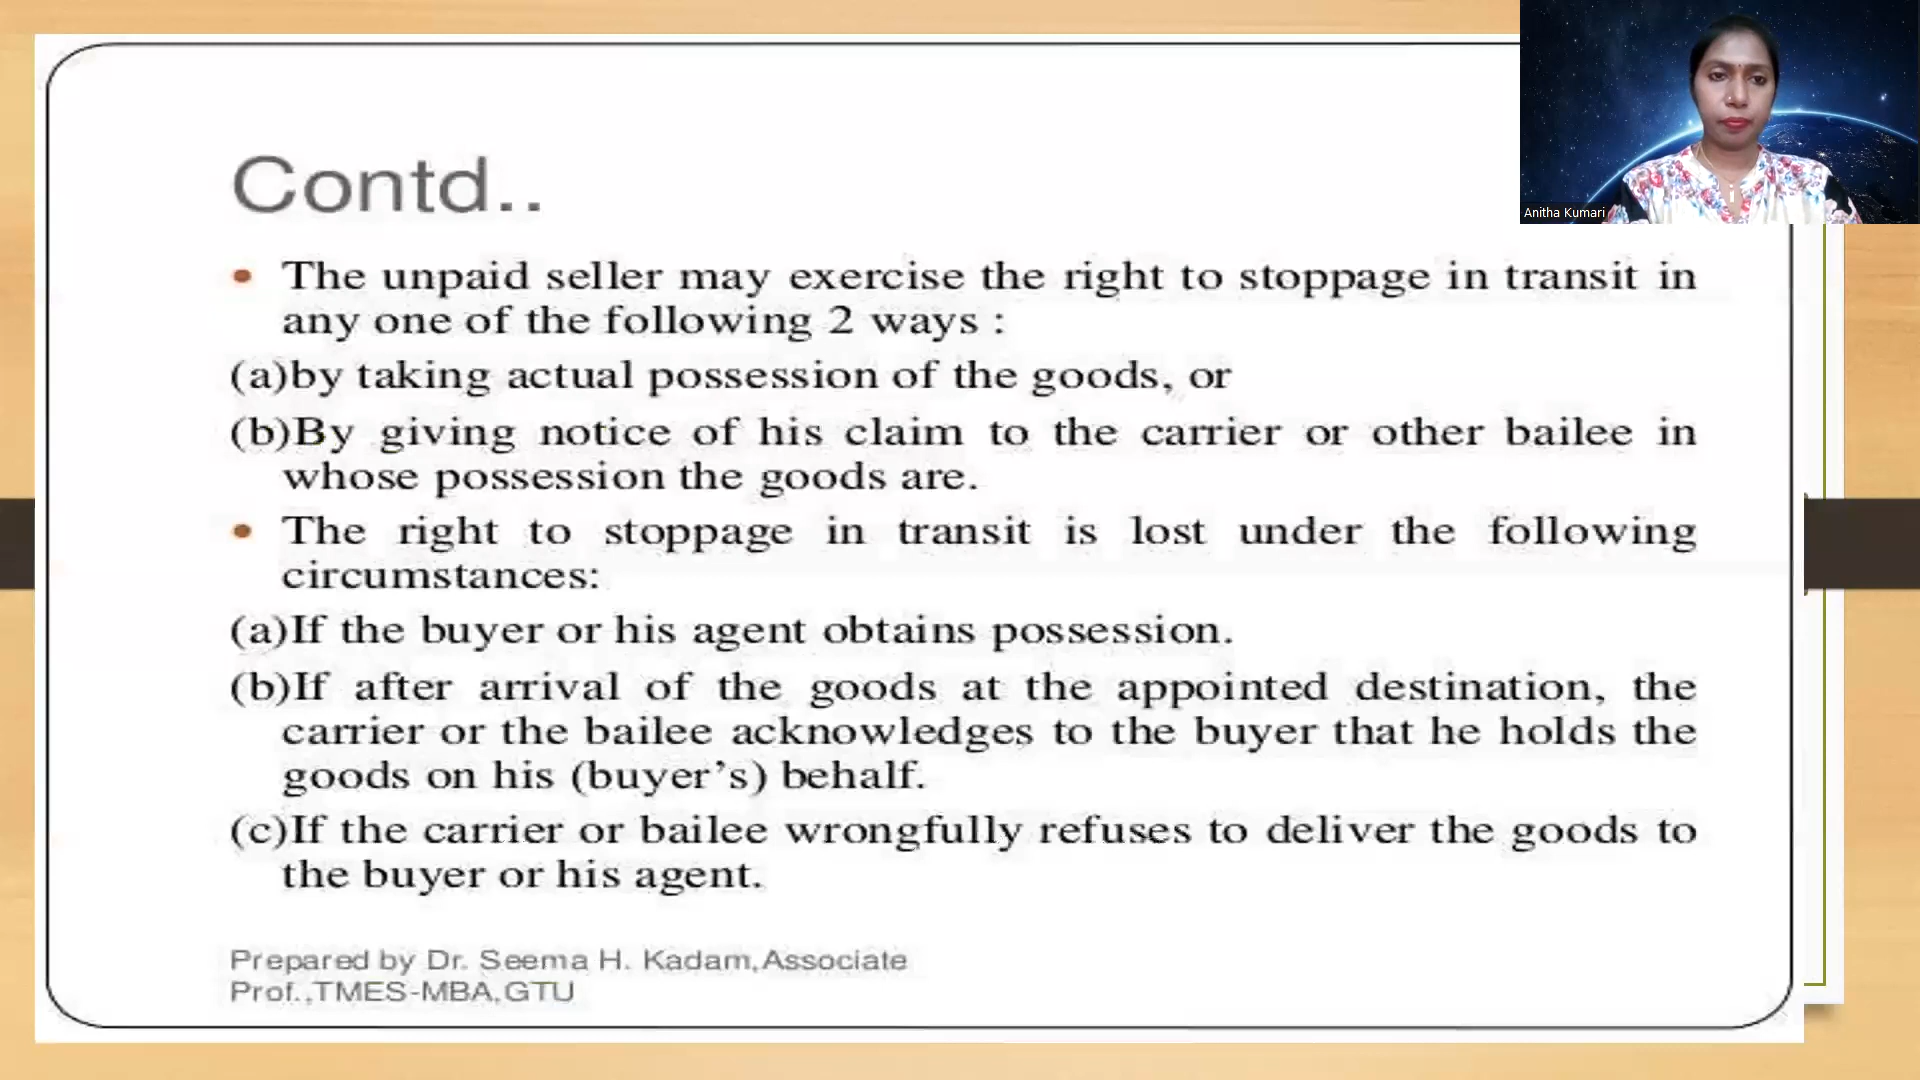 Contd..
• The unpaid seller may exercise the right to stoppage in transit in
any one of the following 2 ways :
(a)by taking actual possession of the goods, or
(b)By giving notice of his claim to the carrier or other bailee in
whose possession the goods are.
• The right to stoppage in transit is lost under the following
circumstances:
(a)If the buyer or his agent obtains possession.
(b)If after arrival of the goods at the appointed destination, the
carrier or the bailee acknowledges to the buyer that he holds the
goods on his (buyer’s) behalf.
(c)If the carrier or bailee wrongfully refuses to deliver the goods to
the buyer or his agent.
Prepared by Dr. Seema H. Kadam,Associate
Prof.,TMES-MBA,GTU
Anitha Kumari